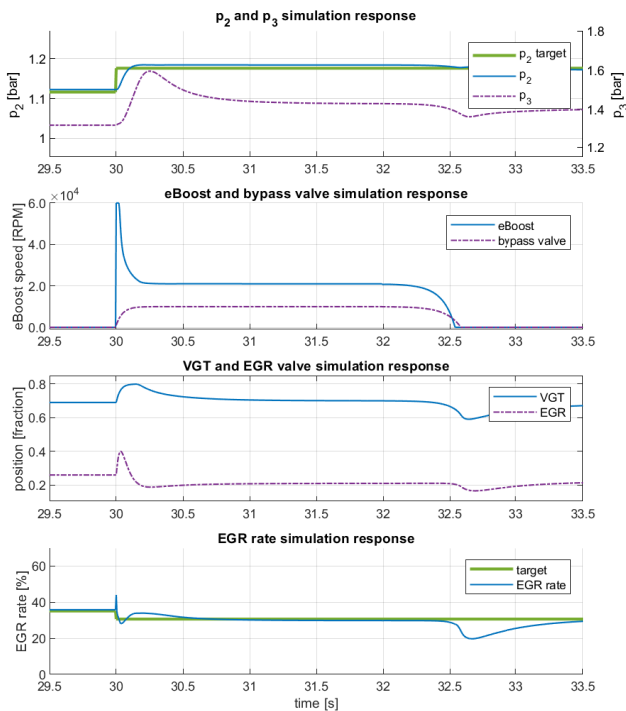 p2 and p3 simulation response
1.8
1.2
1.6
p2 target
p2 [bar]
p2
p3 [bar]
1.1
1.4
p3
1
1.2
29.5 30 30.5 31 31.5 32 32.5 33 33.5
×10^4
eBoost and bypass valve simulation response
6.0
eBoost speed [RPM]
eBoost
bypass valve
4.0
2.0
0.0
29.5 30 30.5 31 31.5 32 32.5 33 33.5
VGT and EGR valve simulation response
0.8
position [fraction]
VGT
EGR
0.6
0.4
0.2
29.5 30 30.5 31 31.5 32 32.5 33 33.5
EGR rate simulation response
60
EGR rate [%]
target
EGR rate
40
20
0
29.5 30 30.5 31 31.5 32 32.5 33 33.5
time [s]